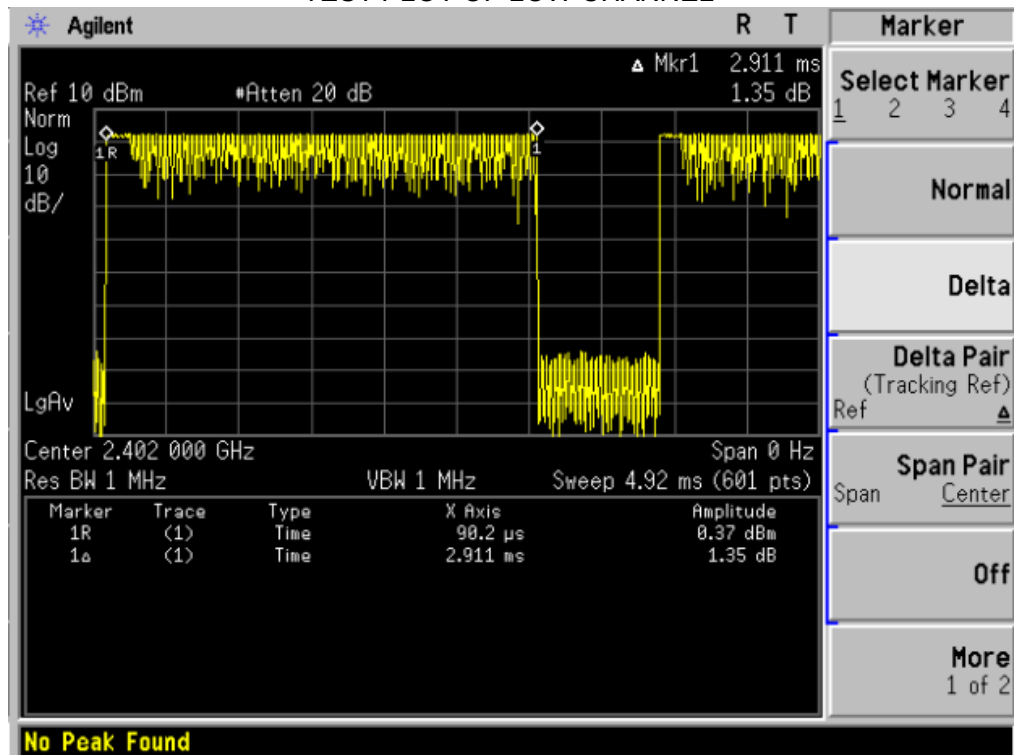 Agilent R T
Δ Mkr1 2.911 ms
Ref 10 dBm #Atten 20 dB 1.35 dB
Norm
Log
10
dB/
1R
1
LgAv
Center 2.402 000 GHz Span 0 Hz
Res BW 1 MHz VBW 1 MHz Sweep 4.92 ms (601 pts)
Marker Trace Type X Axis Amplitude
1R (1) Time 90.2 µs 0.37 dBm
1Δ (1) Time 2.911 ms 1.35 dB
No Peak Found
Marker
Select Marker
1 2 3 4
Normal
Delta
Delta Pair
(Tracking Ref)
Ref Δ
Span Pair
Span Center
Off
More
1 of 2